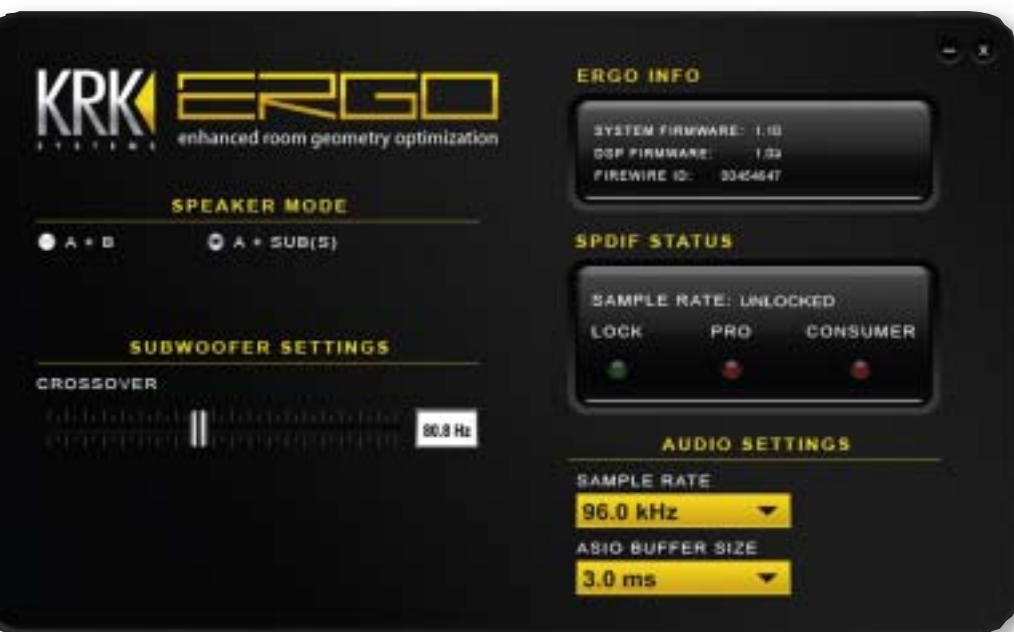 KRK ERGO
SYSTEMS
enhanced room geometry optimization
SPEAKER MODE
A + B
A + SUB(S)
SUBWOOFER SETTINGS
CROSSOVER
80.8 Hz
x
ERGO INFO
SYSTEM FIRMWARE:
DSP FIRMWARE:
FIREWIRE ID:
SPDIF STATUS
SAMPLE RATE: UNLOCKED
LOCK PRO CONSUMER
AUDIO SETTINGS
SAMPLE RATE
96.0 kHz
ASIO BUFFER SIZE
3.0 ms